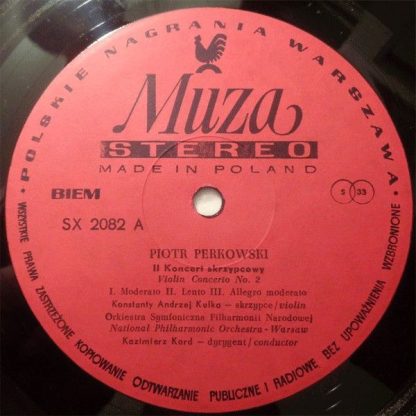 · POLSKIE NAGRANIA WARSZAWA ·
Muza
STEREO
MADE IN POLAND
BIEM
S 33
SX 2082 A
PIOTR PERKOWSKI
II Koncert skrzypcowy
Violin Concerto No. 2
I. Moderato II. Lento III. Allegro moderato
Konstanty Andrzej Kulka – skrzypce/violin
Orkiestra Symfoniczna Filharmonii Narodowej
National Philharmonic Orchestra - Warsaw
Kazimierz Kord – dyrygent/conductor
WSZYSTKIE PRAWA ZASTRZEŻONE KOPIOWANIE ODTWARZANIE PUBLICZNE I RADIOWE BEZ UPOWAŻNIENIA WZBRONIONE